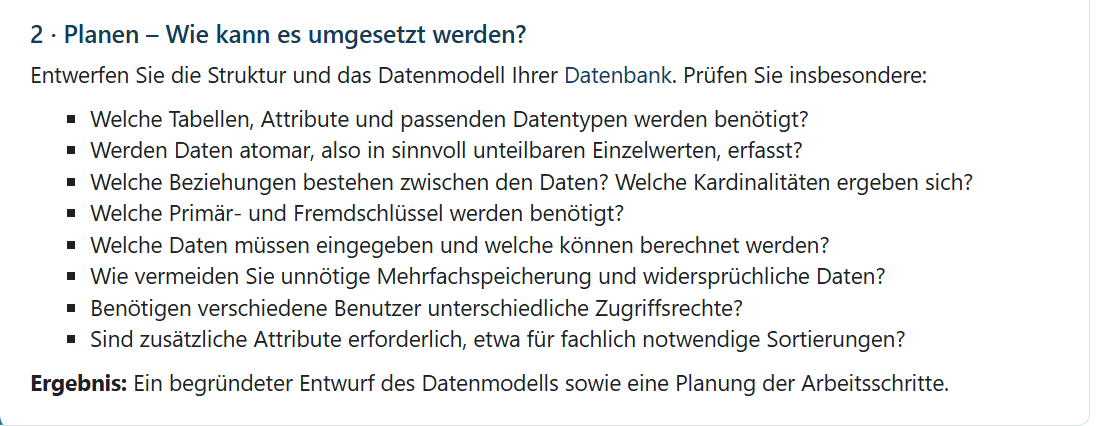 2 · Planen – Wie kann es umgesetzt werden?
Entwerfen Sie die Struktur und das Datenmodell Ihrer Datenbank. Prüfen Sie insbesondere:
▪ Welche Tabellen, Attribute und passenden Datentypen werden benötigt?
▪ Werden Daten atomar, also in sinnvoll unteilbaren Einzelwerten, erfasst?
▪ Welche Beziehungen bestehen zwischen den Daten? Welche Kardinalitäten ergeben sich?
▪ Welche Primär- und Fremdschlüssel werden benötigt?
▪ Welche Daten müssen eingegeben und welche können berechnet werden?
▪ Wie vermeiden Sie unnötige Mehrfachspeicherung und widersprüchliche Daten?
▪ Benötigen verschiedene Benutzer unterschiedliche Zugriffsrechte?
▪ Sind zusätzliche Attribute erforderlich, etwa für fachlich notwendige Sortierungen?
Ergebnis: Ein begründeter Entwurf des Datenmodells sowie eine Planung der Arbeitsschritte.